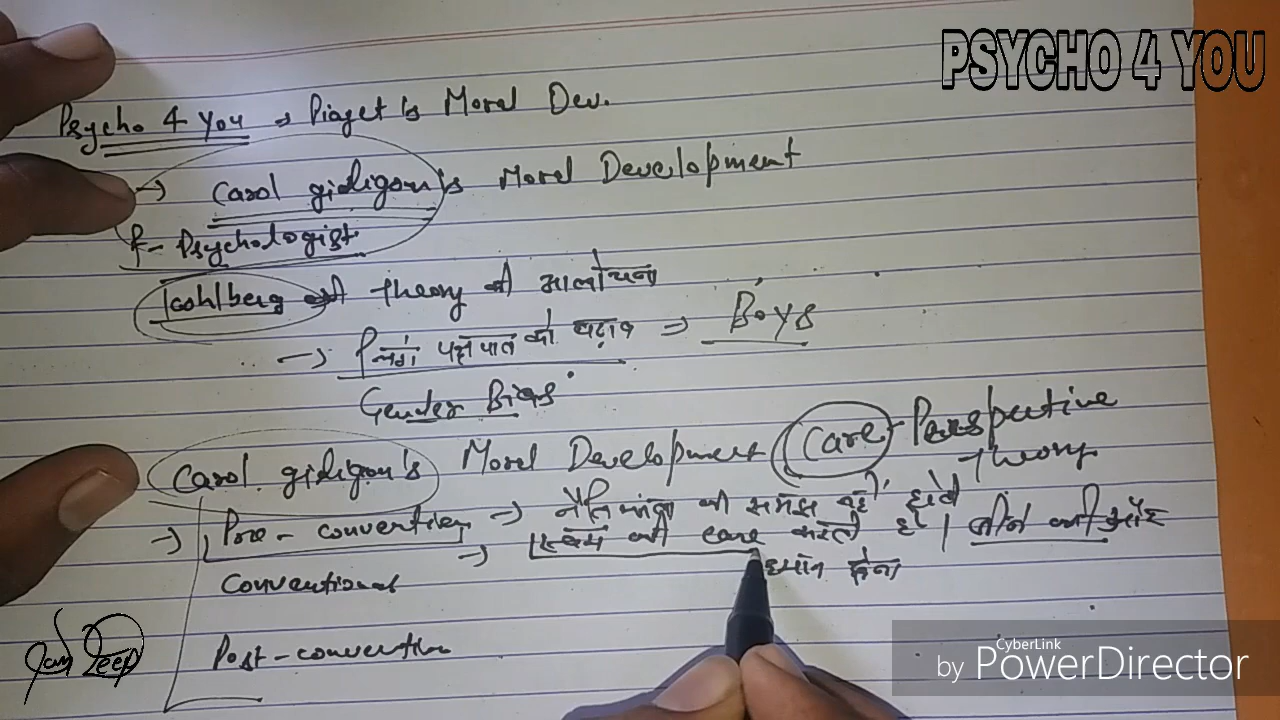 PSYCHO 4 YOU
Psycho 4 you → Piaget's Moral Dev.
→ Carol gidigon's Moral Development
f- Psychologist
Kohlberg की Theory की आलोचना
→ लिंग पक्षपात को बढ़ाव ⇒ Boys
Gender Bias
Carol gidigon's Moral Development (Care) Perspective
Theory
→ Pre-convention → नैतिकता की समझ नहीं होती
→ स्वयं की care करते है। जीने की और
ध्यान देना
Conventional
Post-convention
CyberLink
by PowerDirector